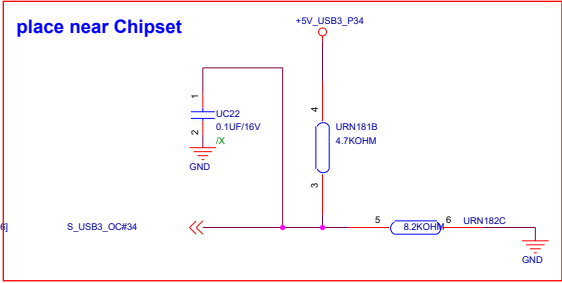 place near Chipset
+5V_USB3_P34
1
UC22
0.1UF/16V
2
/X
GND
4
URN181B
4.7KOHM
3
6]
S_USB3_OC#34
5
8.2KOHM
6
URN182C
GND